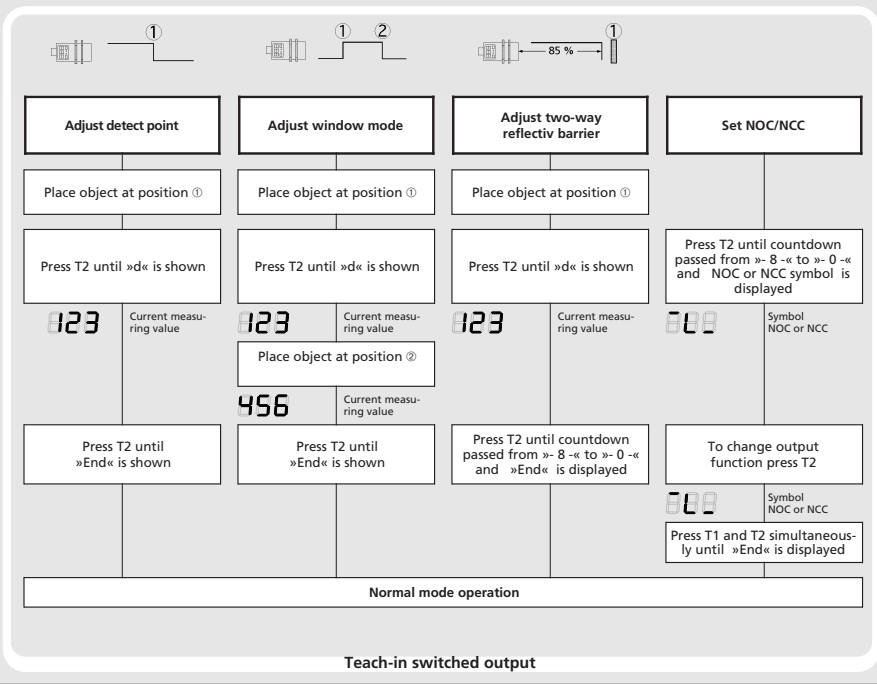 ①
① ②
①
85 %
Adjust detect point
Place object at position ①
Press T2 until »d« is shown
123
Current measu-
ring value
Press T2 until
»End« is shown
Adjust window mode
Place object at position ①
Press T2 until »d« is shown
123
Current measu-
ring value
Place object at position ②
456
Current measu-
ring value
Press T2 until
»End« is shown
Adjust two-way
reflectiv barrier
Place object at position ①
Press T2 until »d« is shown
123
Current measu-
ring value
Press T2 until countdown
passed from »- 8 -« to »- 0 -«
and »End« is displayed
Set NOC/NCC
Press T2 until countdown
passed from »- 8 -« to »- 0 -«
and NOC or NCC symbol is
displayed
Symbol
NOC or NCC
To change output
function press T2
Symbol
NOC or NCC
Press T1 and T2 simultaneous-
ly until »End« is displayed
Normal mode operation
Teach-in switched output